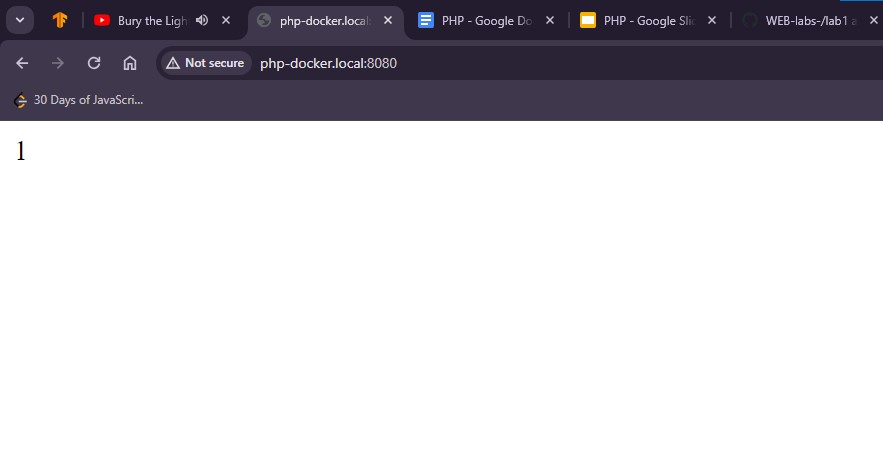 Bury the Ligh php-docker.local PHP - Google Do PHP - Google Slid WEB-labs-/lab1 a
Not secure php-docker.local:8080
30 Days of JavaScri...
1